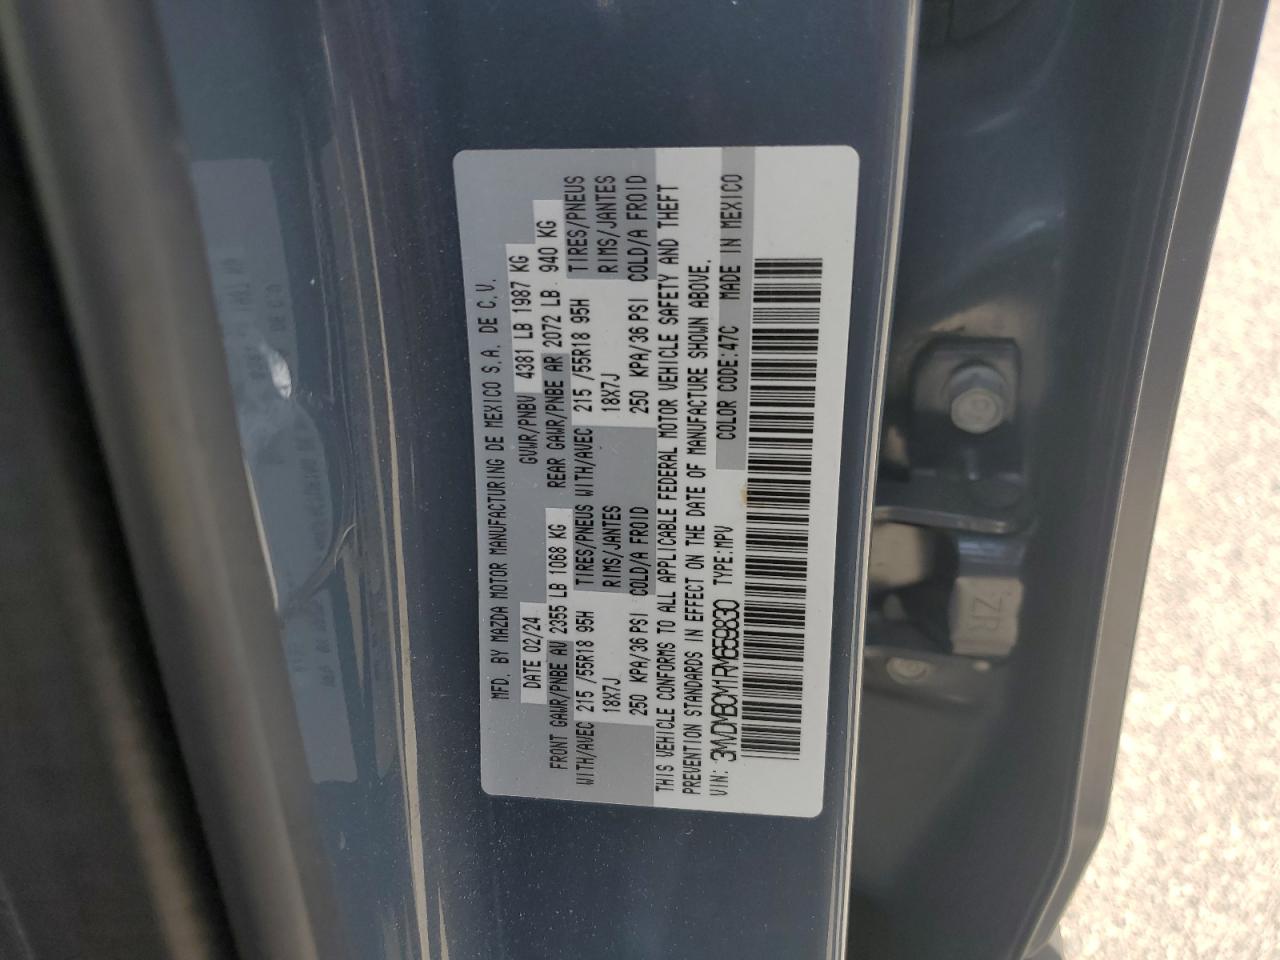 MFD. BY MAZDA MOTOR MANUFACTURING DE MEXICO S.A. DE C.V.
DATE 02/24 GVWR/PNBV 4381 LB 1987 KG
FRONT GAWR/PNBE AV 2355 LB 1068 KG REAR GAWR/PNBE AR 2072 LB 940 KG
WITH/AVEC 215 /55R18 95H TIRES/PNEUS WITH/AVEC 215 /55R18 95H TIRES/PNEUS
18X7J RIMS/JANTES 18X7J RIMS/JANTES
250 KPA/36 PSI COLD/A FROID 250 KPA/36 PSI COLD/A FROID
THIS VEHICLE CONFORMS TO ALL APPLICABLE FEDERAL MOTOR VEHICLE SAFETY AND THEFT
PREVENTION STANDARDS IN EFFECT ON THE DATE OF MANUFACTURE SHOWN ABOVE.
VIN: 3MVDMBCM1RM659830 TYPE:MPV COLOR CODE:47C MADE IN MEXICO
ZR